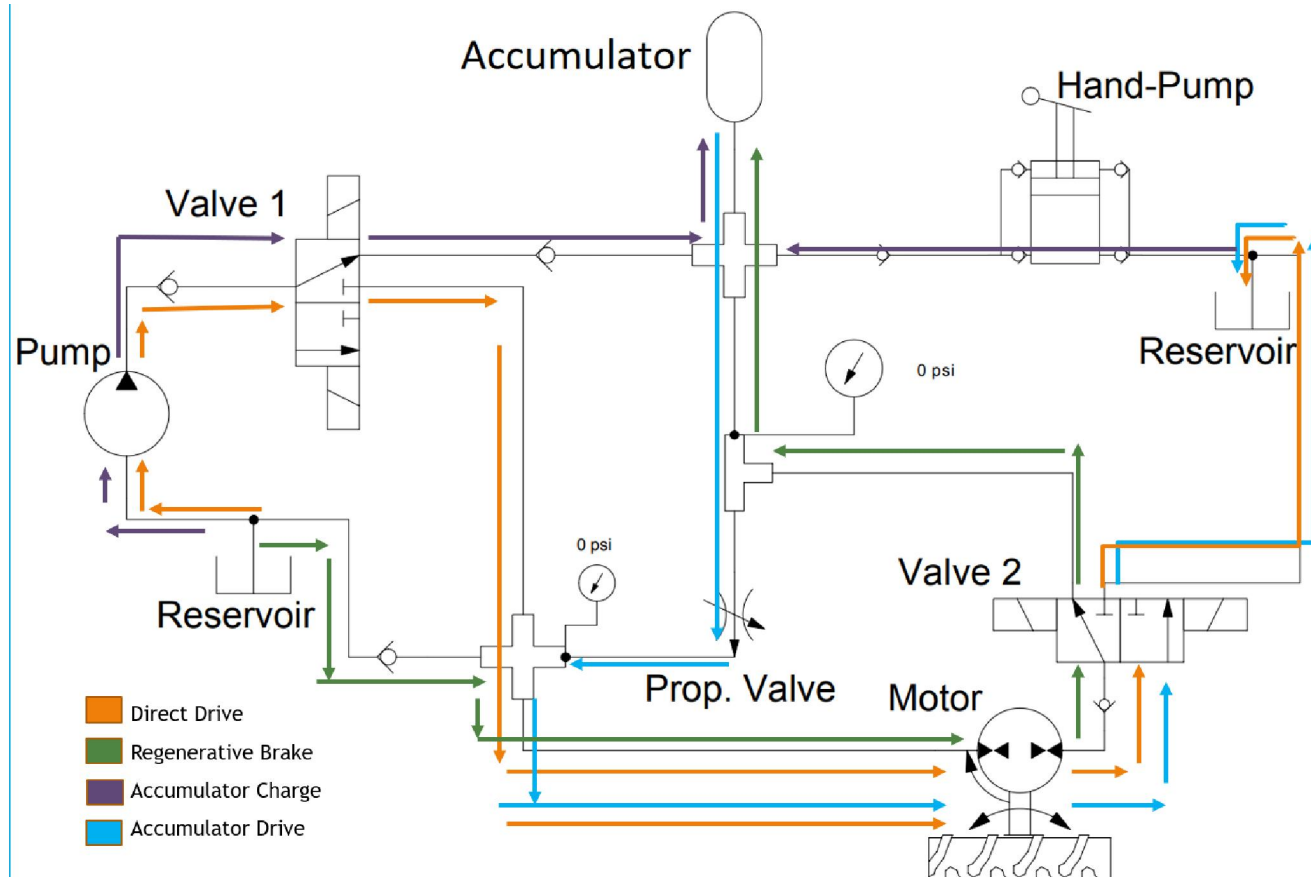 Accumulator
Hand-Pump
Valve 1
Pump
Reservoir
0 psi
0 psi
Reservoir
Valve 2
Prop. Valve
Motor
Direct Drive
Regenerative Brake
Accumulator Charge
Accumulator Drive